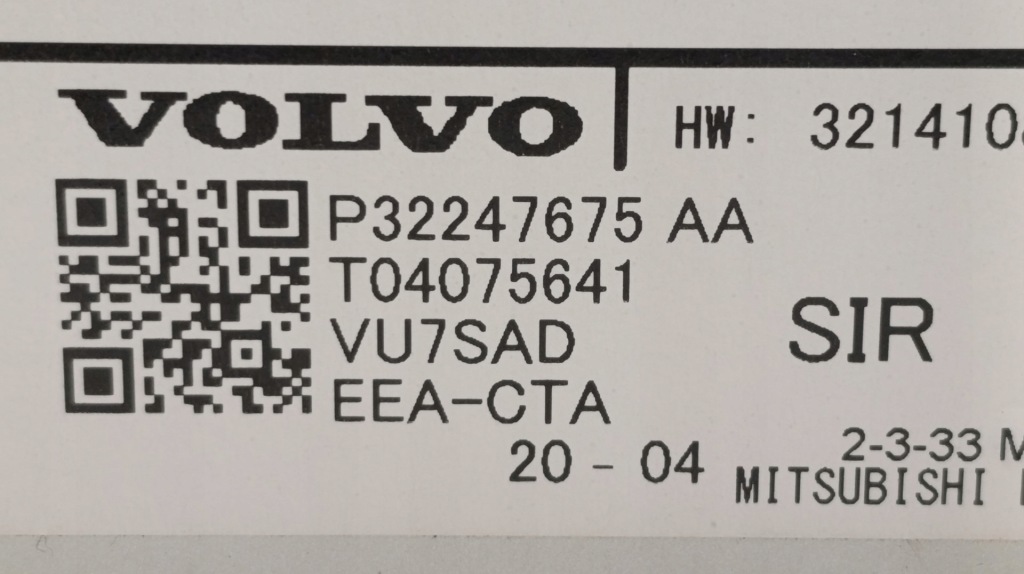 VOLVO
HW: 321410
P32247675 AA
T04075641
VU7SAD
SIR
EEA-CTA
20 - 04
2-3-33
MITSUBISHI